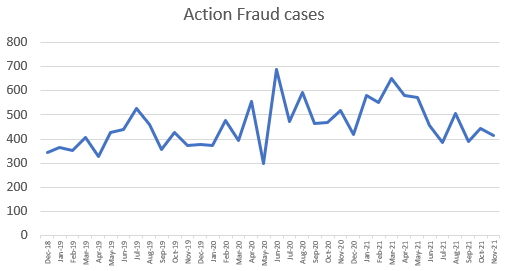 Action Fraud cases
800
700
600
500
400
300
200
100
0
Dec-18
Jan-19
Feb-19
Mar-19
Apr-19
May-19
Jun-19
Jul-19
Aug-19
Sep-19
Oct-19
Nov-19
Dec-19
Jan-20
Feb-20
Mar-20
Apr-20
May-20
Jun-20
Jul-20
Aug-20
Sep-20
Oct-20
Nov-20
Dec-20
Jan-21
Feb-21
Mar-21
Apr-21
May-21
Jun-21
Jul-21
Aug-21
Sep-21
Oct-21
Nov-21